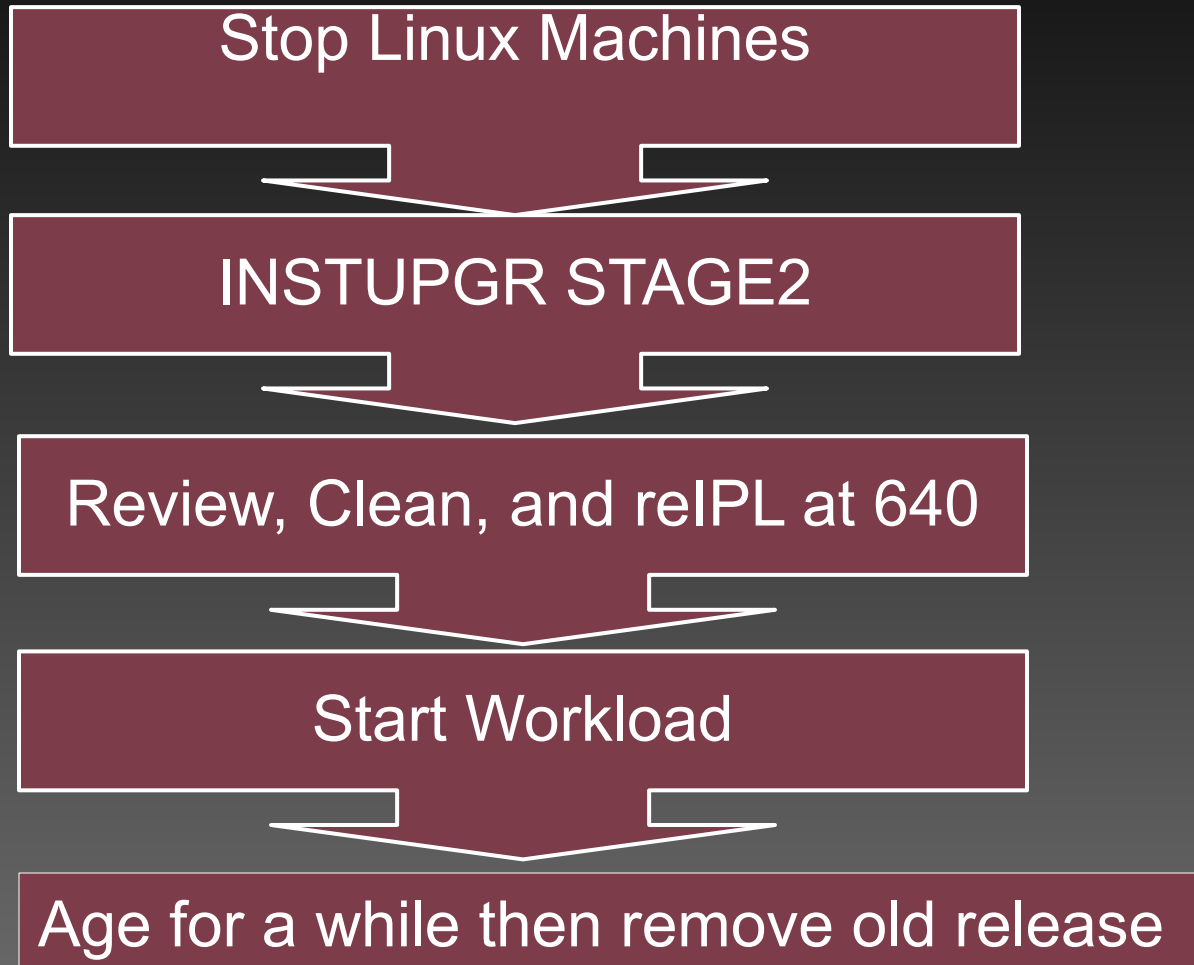 Stop Linux Machines
INSTUPGR STAGE2
Review, Clean, and reIPL at 640
Start Workload
Age for a while then remove old release